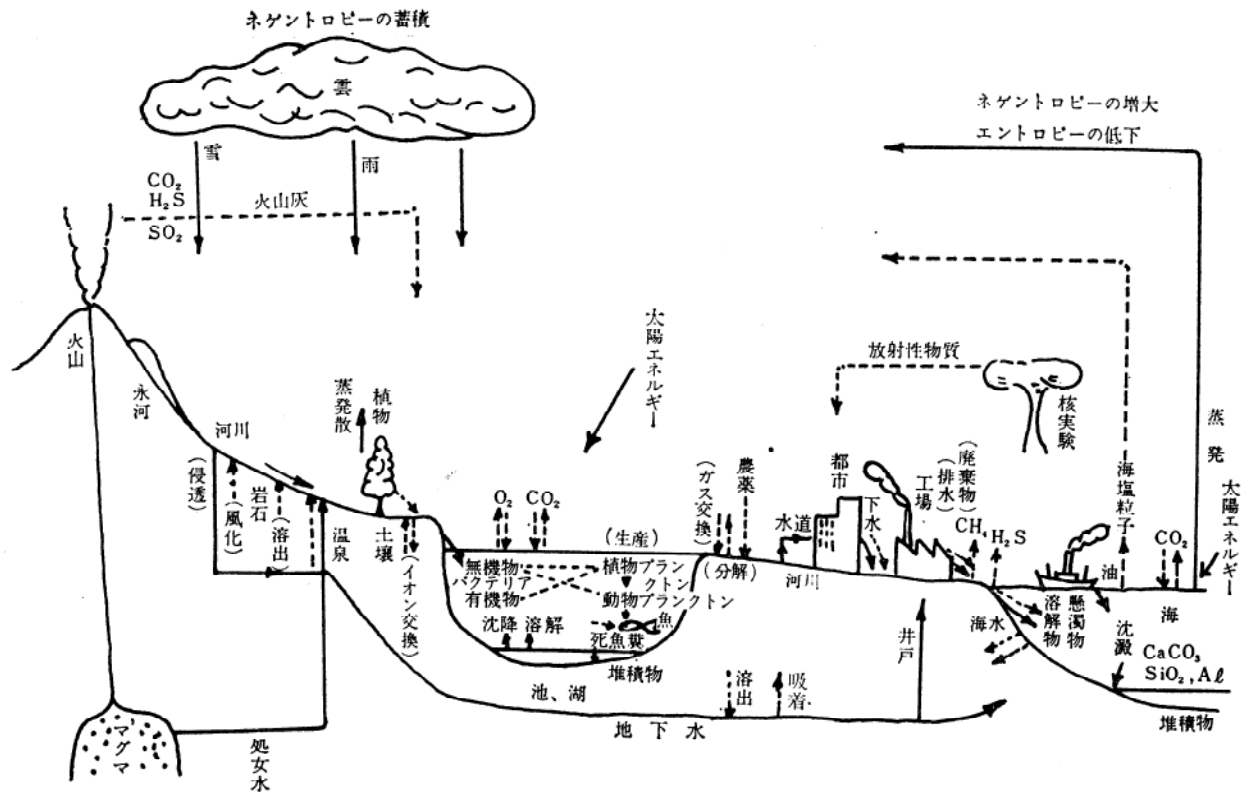 ネゲントロピーの蓄積
雲
ネゲントロピーの増大
エントロピーの低下
雪
雨
CO₂
H₂S
SO₂
火山灰
火山
氷河
太陽エネルギー
放射性物質
核実験
蒸発
海塩粒子
太陽エネルギー
蒸発散
植物
河川
(侵透)
(風化)
岩石
(溶出)
温泉
土壌
(イオン交換)
O₂
CO₂
(生産)
(ガス交換)
農薬
(分解)
水道
都市
下水
工場
(排水)
(廃棄物)
CH₄
H₂S
油
CO₂
河川
無機物
バクテリア
有機物
植物プラン
クトン
動物プランクトン
魚
沈降
溶解
死魚糞
堆積物
池、湖
海水
溶解物
懸濁物
沈澱
海
CaCO₃
SiO₂, Aℓ
堆積物
井戸
溶出
吸着
地下水
マグマ
処女水